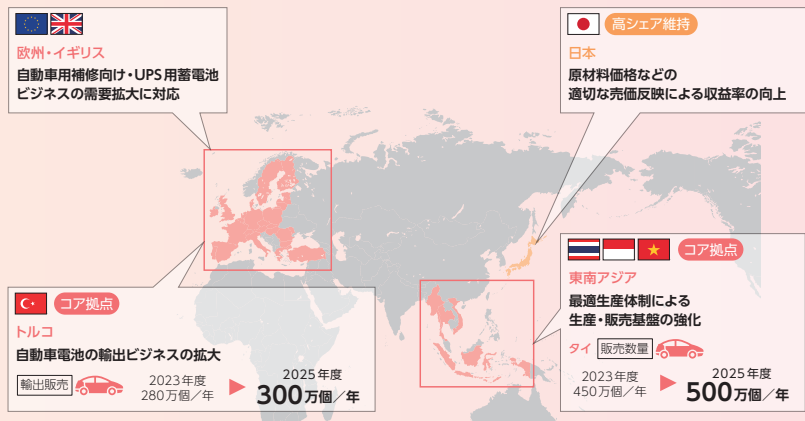 欧州・イギリス
自動車用補修向け・UPS用蓄電池
ビジネスの需要拡大に対応
高シェア維持
日本
原材料価格などの
適切な売価反映による収益率の向上
コア拠点
トルコ
自動車電池の輸出ビジネスの拡大
輸出販売
2023年度
280万個／年
2025年度
300万個／年
コア拠点
東南アジア
最適生産体制による
生産・販売基盤の強化
タイ 販売数量
2023年度
450万個／年
2025年度
500万個／年